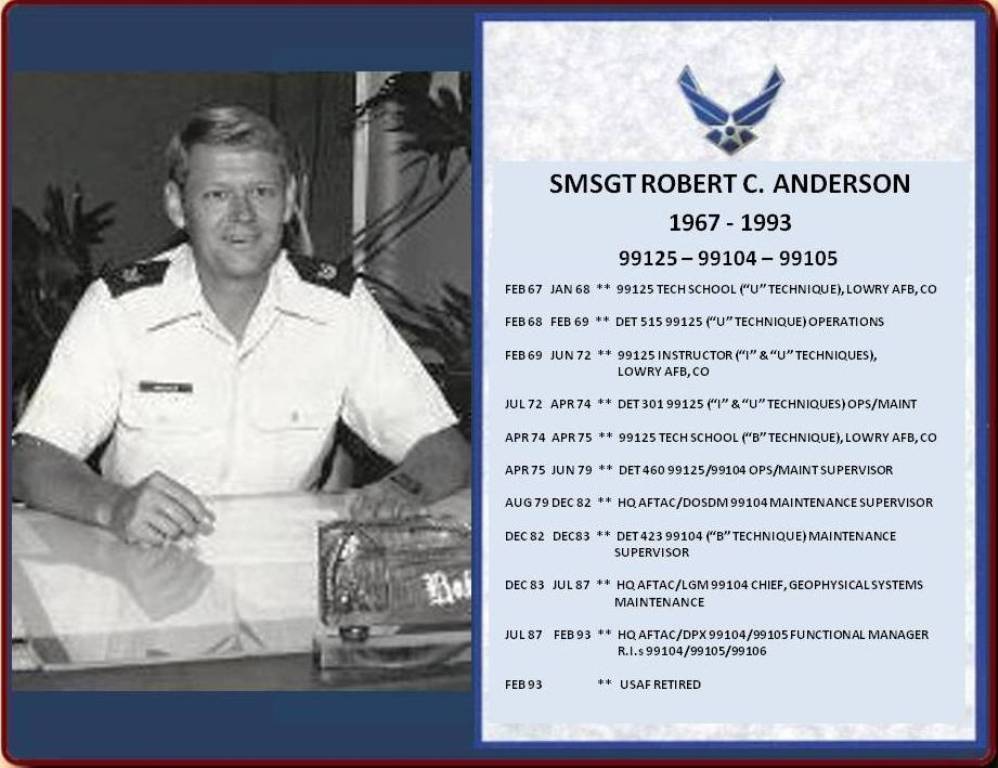 SMSGT ROBERT C. ANDERSON
1967 - 1993
99125 – 99104 – 99105
FEB 67 JAN 68 ** 99125 TECH SCHOOL (“U” TECHNIQUE), LOWRY AFB, CO
FEB 68 FEB 69 ** DET 515 99125 (“U” TECHNIQUE) OPERATIONS
FEB 69 JUN 72 ** 99125 INSTRUCTOR (“I” & “U” TECHNIQUES),
LOWRY AFB, CO
JUL 72 APR 74 ** DET 301 99125 (“I” & “U” TECHNIQUES) OPS/MAINT
APR 74 APR 75 ** 99125 TECH SCHOOL (“B” TECHNIQUE), LOWRY AFB, CO
APR 75 JUN 79 ** DET 460 99125/99104 OPS/MAINT SUPERVISOR
AUG 79 DEC 82 ** HQ AFTAC/DOSDM 99104 MAINTENANCE SUPERVISOR
DEC 82 DEC83 ** DET 423 99104 (“B” TECHNIQUE) MAINTENANCE
SUPERVISOR
DEC 83 JUL 87 ** HQ AFTAC/LGM 99104 CHIEF, GEOPHYSICAL SYSTEMS
MAINTENANCE
JUL 87 FEB 93 ** HQ AFTAC/DPX 99104/99105 FUNCTIONAL MANAGER
R.I.s 99104/99105/99106
FEB 93 ** USAF RETIRED
Rob